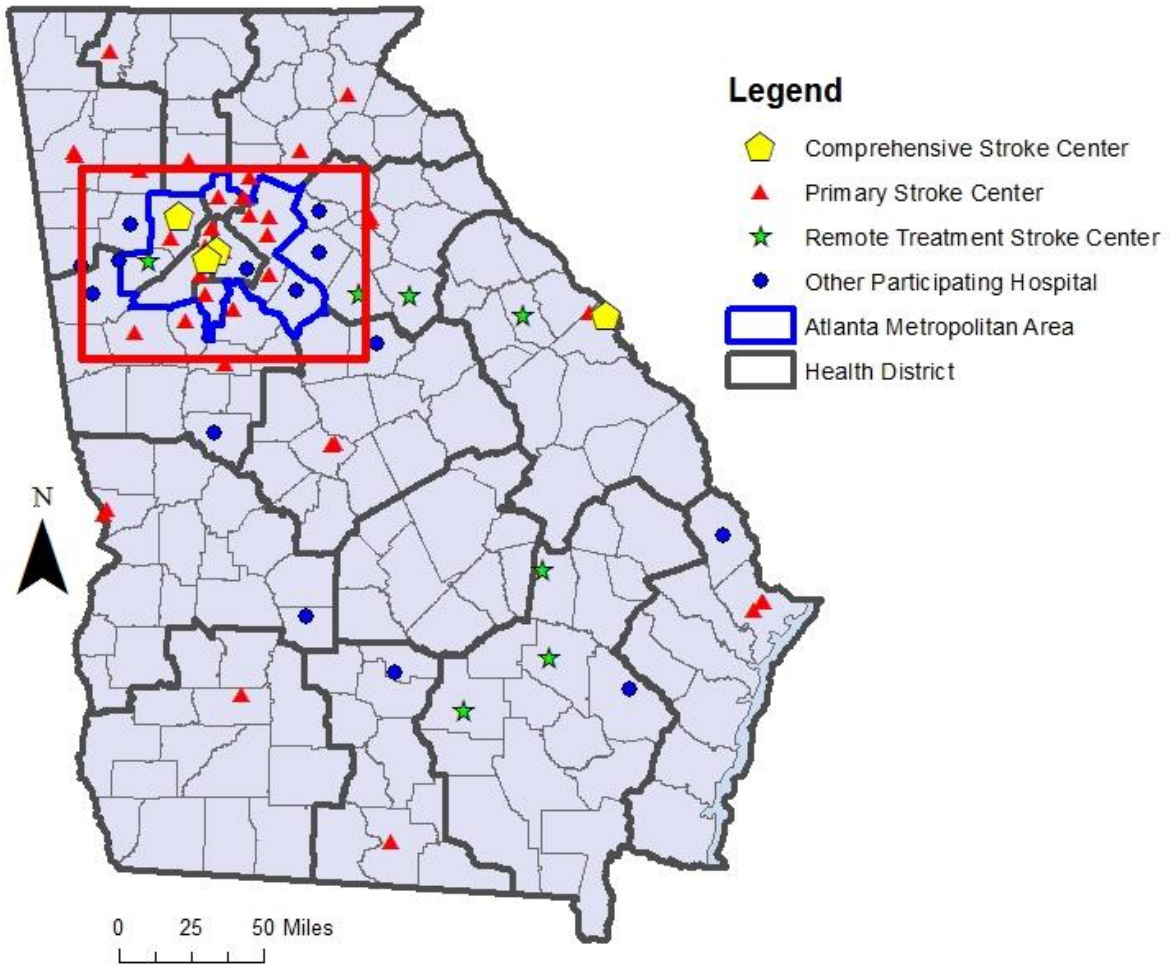 Legend
Comprehensive Stroke Center
Primary Stroke Center
Remote Treatment Stroke Center
Other Participating Hospital
Atlanta Metropolitan Area
Health District
N
0 25 50 Miles